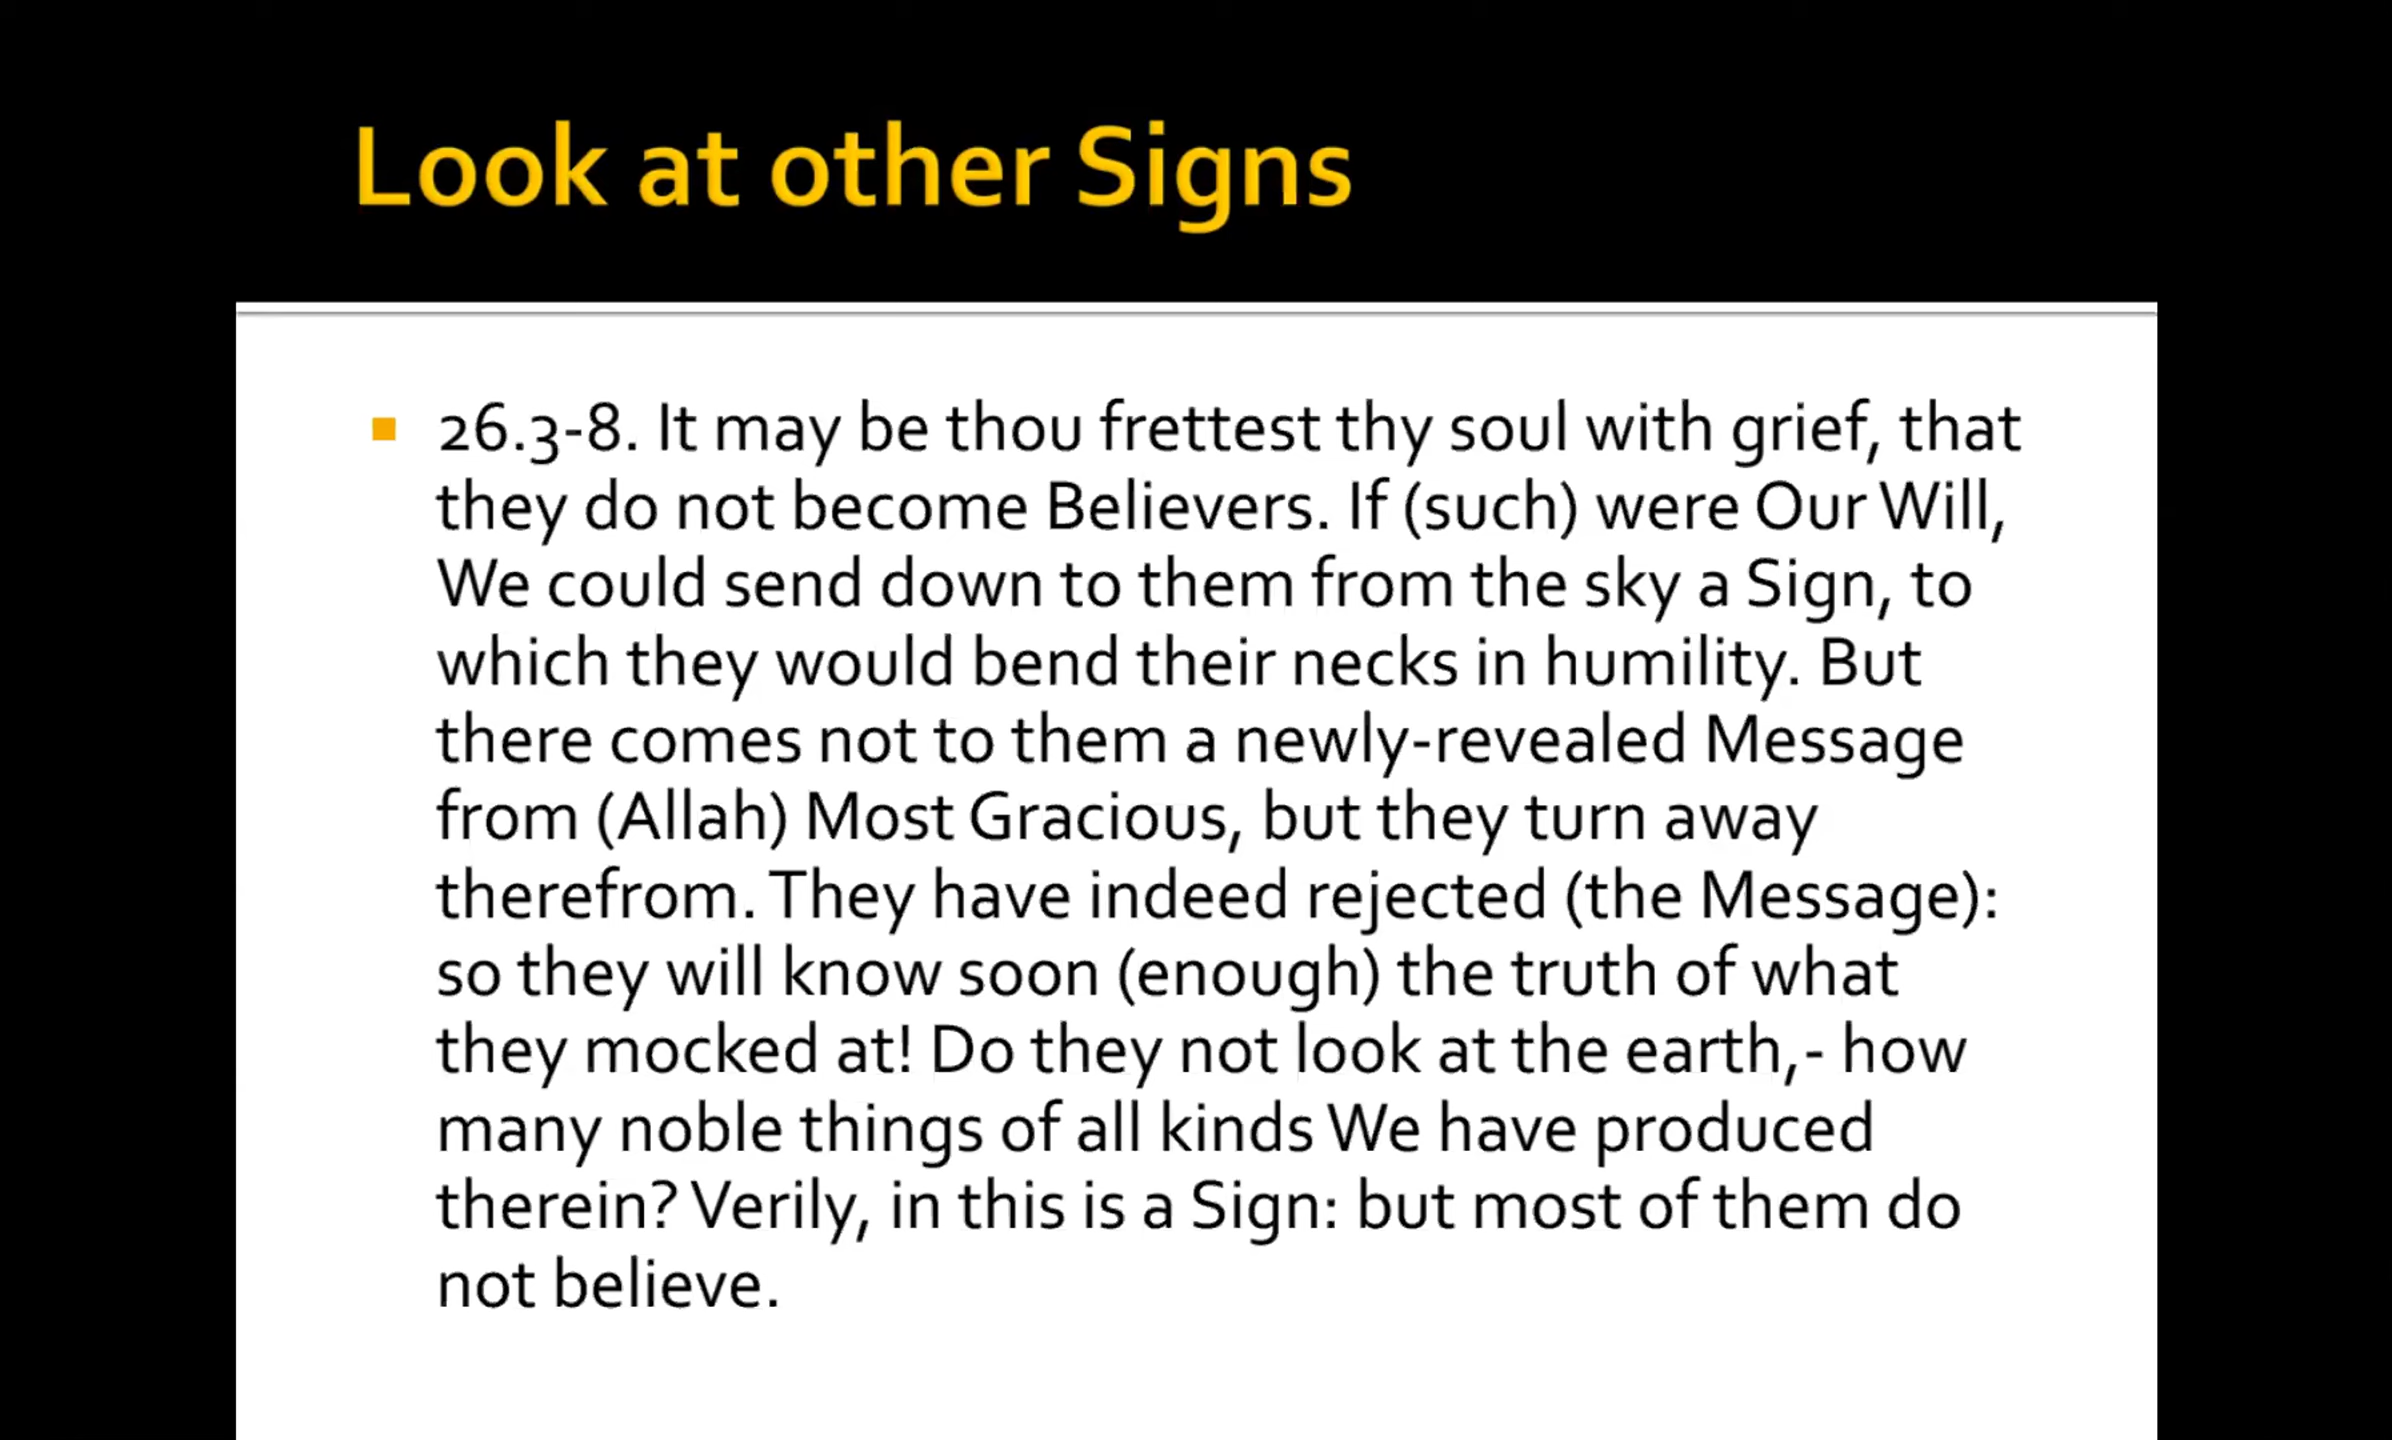 Look at other Signs
26.3-8. It may be thou frettest thy soul with grief, that
they do not become Believers. If (such) were Our Will,
We could send down to them from the sky a Sign, to
which they would bend their necks in humility. But
there comes not to them a newly-revealed Message
from (Allah) Most Gracious, but they turn away
therefrom. They have indeed rejected (the Message):
so they will know soon (enough) the truth of what
they mocked at! Do they not look at the earth,- how
many noble things of all kinds We have produced
therein? Verily, in this is a Sign: but most of them do
not believe.